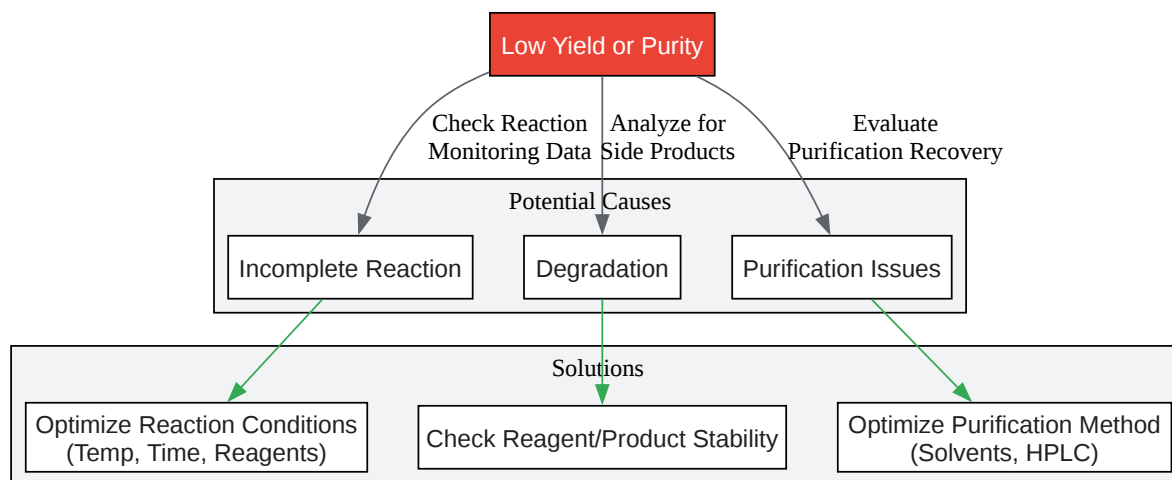 Low Yield or Purity
Check Reaction
Monitoring Data
Analyze for
Side Products
Evaluate
Purification Recovery
Potential Causes
Incomplete Reaction
Degradation
Purification Issues
Solutions
Optimize Reaction Conditions
(Temp, Time, Reagents)
Check Reagent/Product Stability
Optimize Purification Method
(Solvents, HPLC)